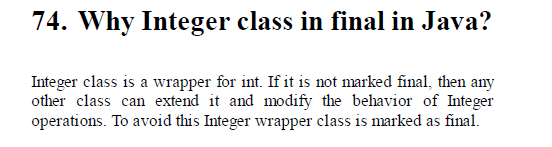 74. Why Integer class in final in Java?
Integer class is a wrapper for int. If it is not marked final, then any
other class can extend it and modify the behavior of Integer
operations. To avoid this Integer wrapper class is marked as final.